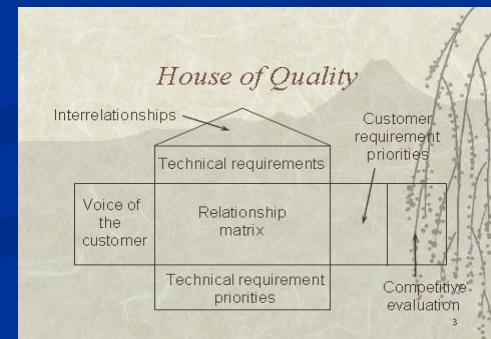 House of Quality
Interrelationships
Customer
requirement
priorities
Technical requirements
Voice of
the
customer
Relationship
matrix
Technical requirement
priorities
Competitive
evaluation
3